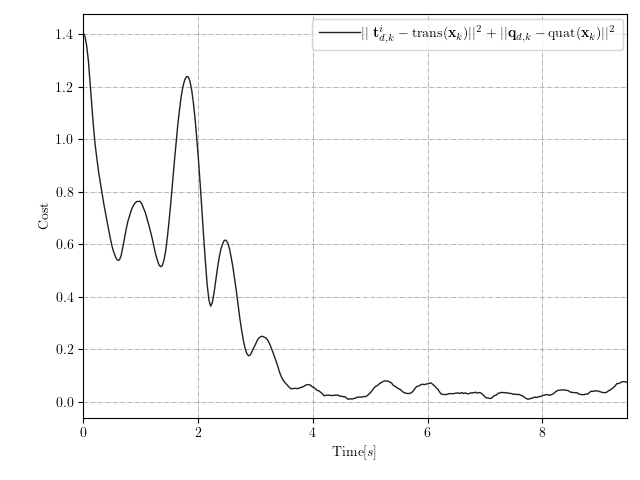 || t^i_{d,k} − trans(x_k)||² + ||q_{d,k} − quat(x_k)||²
1.4
1.2
1.0
0.8
0.6
0.4
0.2
0.0
Cost
0 2 4 6 8
Time[s]